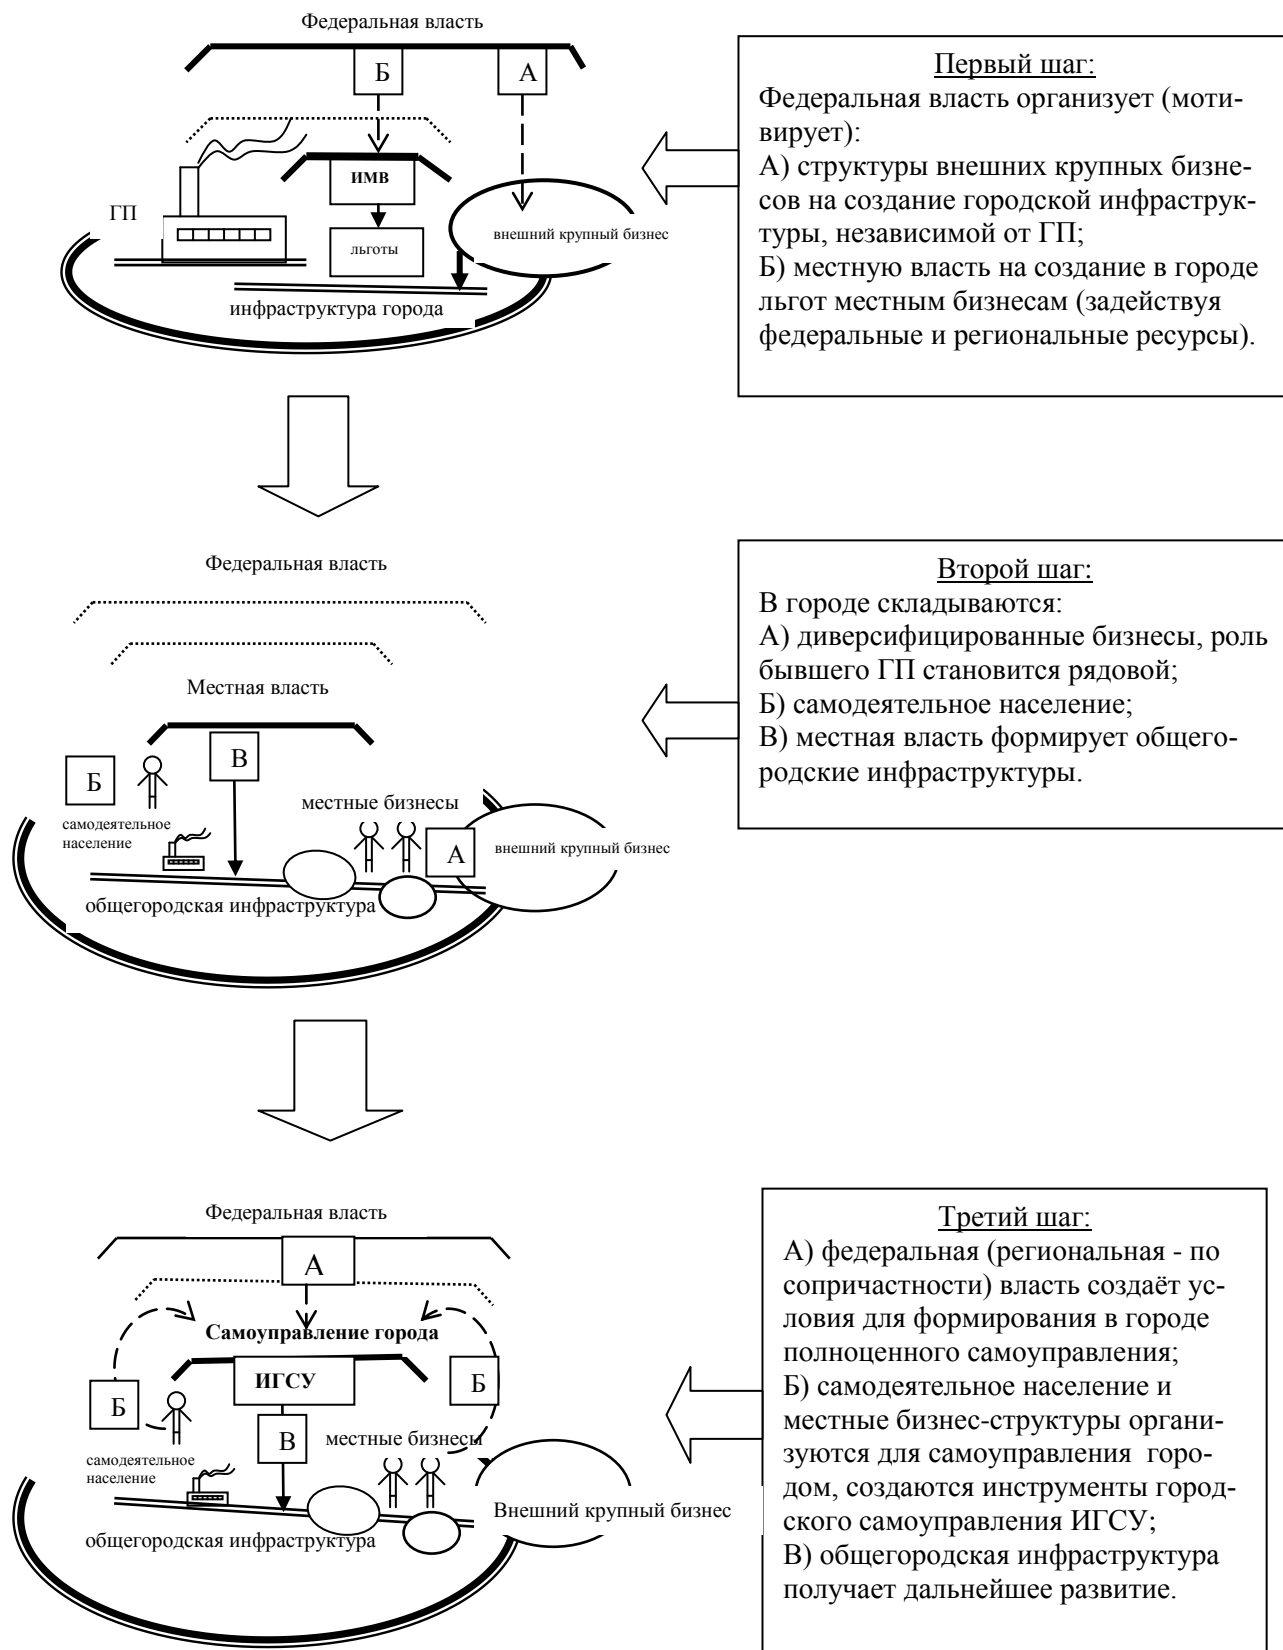 Федеральная власть
Б
А
ИМВ
ГП
внешний крупный бизнес
льготы
инфраструктура города
Первый шаг:
Федеральная власть организует (моти-
вирует):
А) структуры внешних крупных бизне-
сов на создание городской инфраструк-
туры, независимой от ГП;
Б) местную власть на создание в городе
льгот местным бизнесам (задействуя
федеральные и региональные ресурсы).
Федеральная власть
Местная власть
В
Б
местные бизнесы
самодеятельное
население
А
внешний крупный бизнес
общегородская инфраструктура
Второй шаг:
В городе складываются:
А) диверсифицированные бизнесы, роль
бывшего ГП становится рядовой;
Б) самодеятельное население;
В) местная власть формирует общего-
родские инфраструктуры.
Федеральная власть
А
Самоуправление города
ИГСУ
Б
Б
В
местные бизнесы
самодеятельное
население
Внешний крупный бизнес
общегородская инфраструктура
Третий шаг:
А) федеральная (региональная - по
сопричастности) власть создаёт ус-
ловия для формирования в городе
полноценного самоуправления;
Б) самодеятельное население и
местные бизнес-структуры органи-
зуются для самоуправления горо-
дом, создаются инструменты город-
ского самоуправления ИГСУ;
В) общегородская инфраструктура
получает дальнейшее развитие.